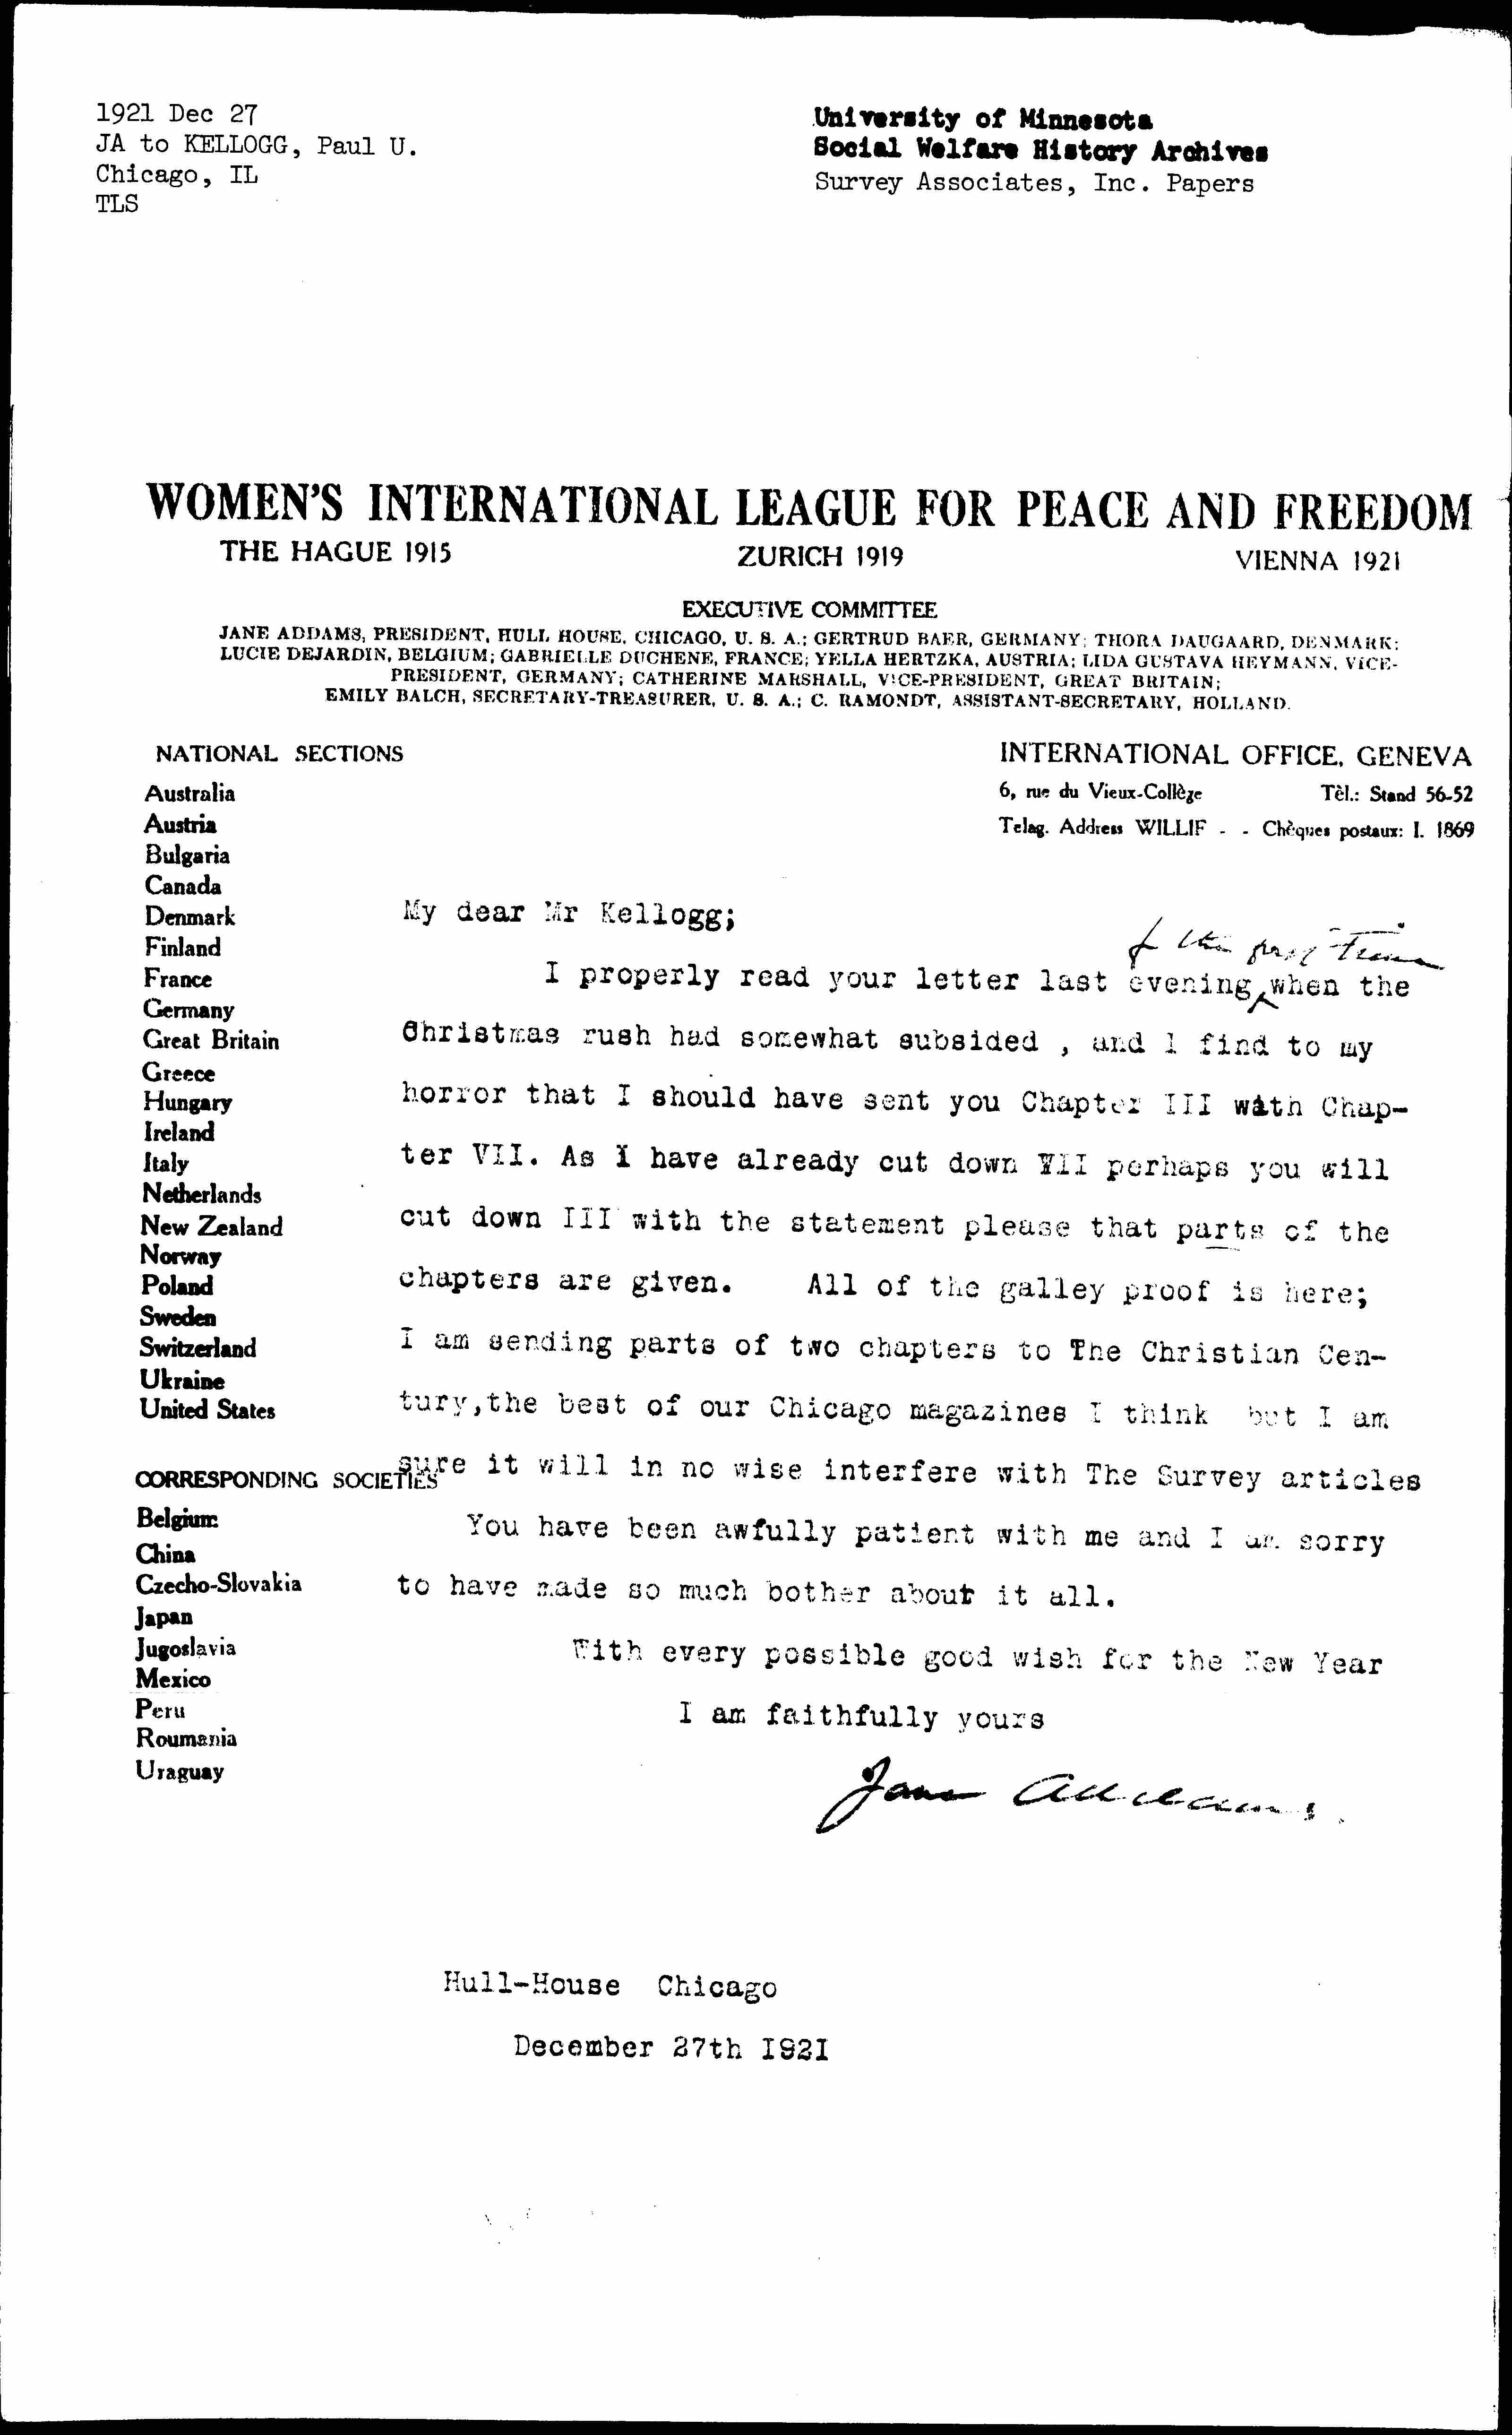 1921 Dec 27
JA to KELLOGG, Paul U.
Chicago, IL
TLS
University of Minnesota
Social Welfare History Archives
Survey Associates, Inc. Papers
WOMEN'S INTERNATIONAL LEAGUE FOR PEACE AND FREEDOM
THE HAGUE 1915 ZURICH 1919 VIENNA 1921
EXECUTIVE COMMITTEE
JANE ADDAMS, PRESIDENT, HULL HOUSE, CHICAGO, U. S. A.; GERTRUD BAER, GERMANY; THORA DAUGAARD, DENMARK;
LUCIE DEJARDIN, BELGIUM; GABRIELLE DUCHENE, FRANCE; YELLA HERTZKA, AUSTRIA; LIDA GUSTAVA HEYMANN, VICE-
PRESIDENT, GERMANY; CATHERINE MARSHALL, VICE-PRESIDENT, GREAT BRITAIN;
EMILY BALCH, SECRETARY-TREASURER, U. S. A.; C. RAMONDT, ASSISTANT-SECRETARY, HOLLAND.
NATIONAL SECTIONS
Australia
Austria
Bulgaria
Canada
Denmark
Finland
France
Germany
Great Britain
Greece
Hungary
Ireland
Italy
Netherlands
New Zealand
Norway
Poland
Sweden
Switzerland
Ukraine
United States
CORRESPONDING SOCIETIES
Belgium
China
Czecho-Slovakia
Japan
Jugoslavia
Mexico
Peru
Roumania
Uraguay
INTERNATIONAL OFFICE, GENEVA
6, rue du Vieux-Collège Tèl.: Stand 56-52
Teleg. Address WILLIF - - Chèques postaux: I. 1869
My dear Mr Kellogg;
f the first time
I properly read your letter last evening when the
Christmas rush had somewhat subsided , and I find to my
horror that I should have sent you Chapter III with Chap-
ter VII. As I have already cut down VII perhaps you will
cut down III with the statement please that parts of the
chapters are given. All of the galley proof is here;
I am sending parts of two chapters to The Christian Cen-
tury,the best of our Chicago magazines I think but I am
sure it will in no wise interfere with The Survey articles
You have been awfully patient with me and I am sorry
to have made so much bother about it all.
With every possible good wish for the New Year
I am faithfully yours
Jane Addams.
Hull-House Chicago
December 27th I92I